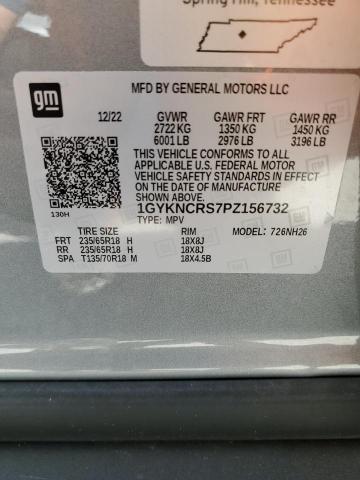 Spring Hill, Tennessee
gm
MFD BY GENERAL MOTORS LLC
12/22 GVWR GAWR FRT GAWR RR
2722 KG 1350 KG 1450 KG
6001 LB 2976 LB 3196 LB
THIS VEHICLE CONFORMS TO ALL
APPLICABLE U.S. FEDERAL MOTOR
VEHICLE SAFETY STANDARDS
IN EFFECT ON THE DATE OF MANUFACTURE
SHOWN ABOVE.
1GYKNCRS7PZ156732
130H
TYPE: MPV
TIRE SIZE RIM MODEL: 726NH26
FRT 235/65R18 H 18X8J
RR 235/65R18 H 18X8J
SPA T135/70R18 M 18X4.5B